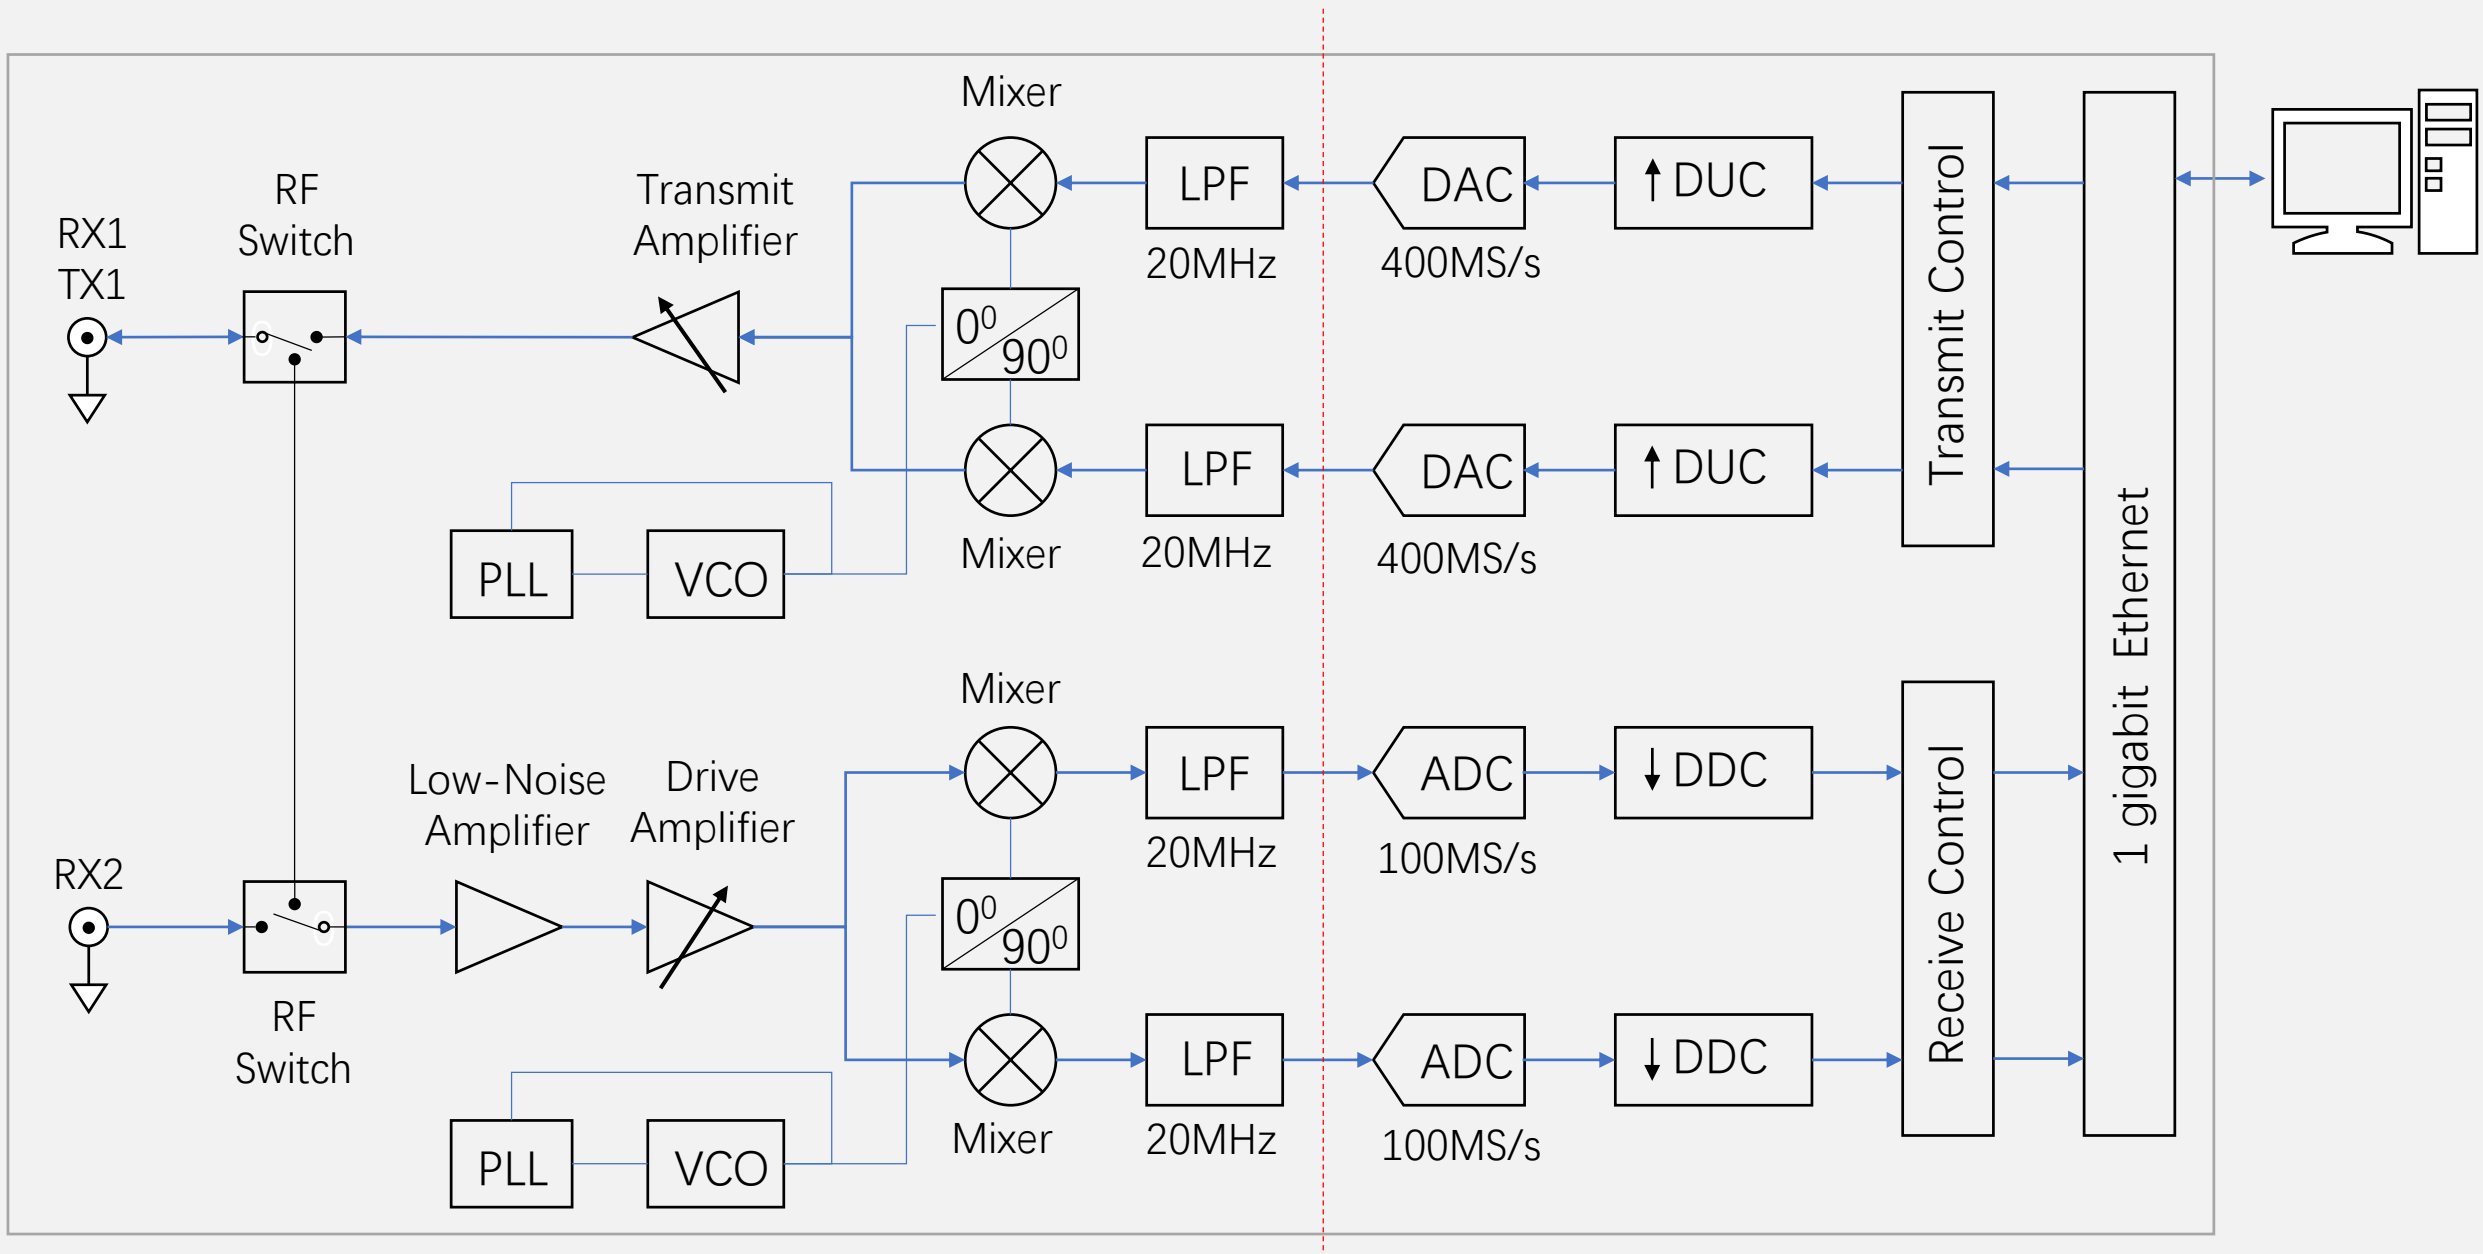 Mixer
RF
Switch
RX1
TX1
Transmit
Amplifier
LPF
20MHz
DAC
400MS/s
↑ DUC
Transmit Control
0⁰
90⁰
LPF
20MHz
DAC
400MS/s
↑ DUC
Mixer
PLL
VCO
1 gigabit Ethernet
Mixer
Low-Noise
Amplifier
Drive
Amplifier
LPF
20MHz
ADC
100MS/s
↓ DDC
Receive Control
RX2
RF
Switch
0⁰
90⁰
LPF
20MHz
ADC
100MS/s
↓ DDC
Mixer
PLL
VCO